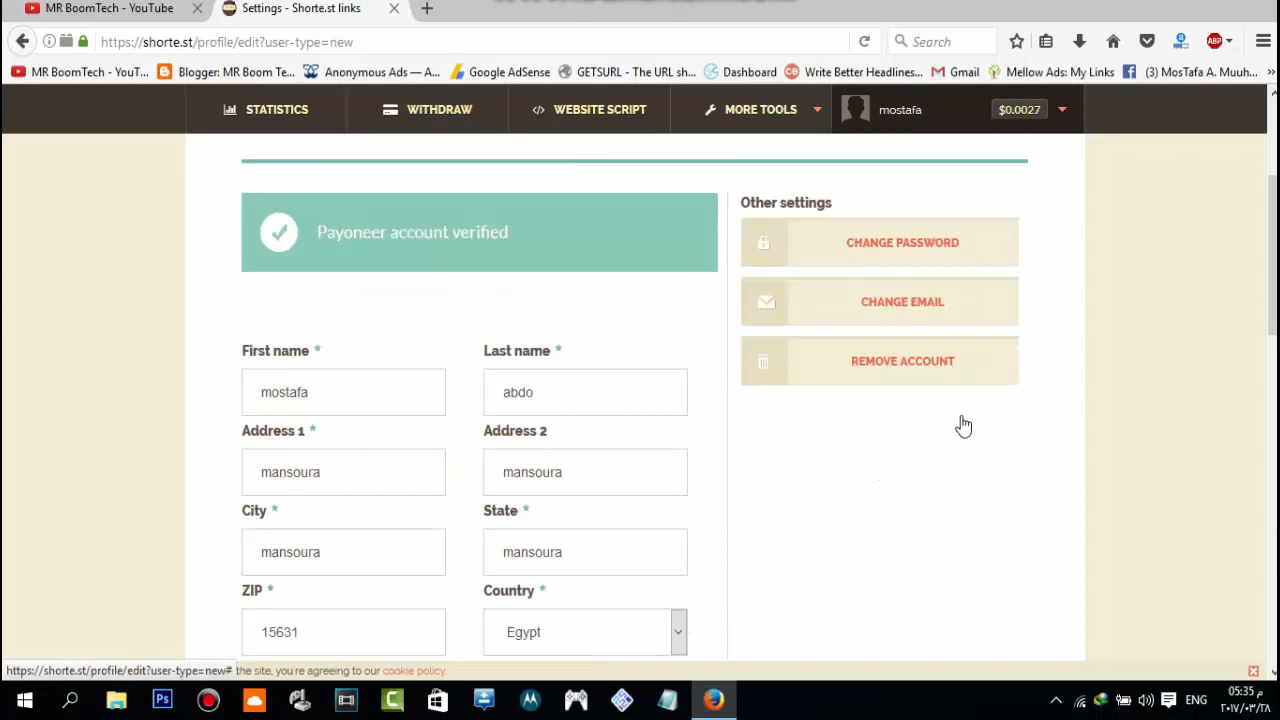 MR BoomTech - YouTube
Settings - Shorte.st links
https://shorte.st/profile/edit?user-type=new
Search
ABP
MR BoomTech - YouT...
Blogger: MR Boom Te...
Anonymous Ads — A...
Google AdSense
GETSURL - The URL sh...
Dashboard
Write Better Headlines...
Gmail
Mellow Ads: My Links
(3) MosTafa A. Muuh...
STATISTICS
WITHDRAW
WEBSITE SCRIPT
MORE TOOLS
mostafa
$0.0027
Payoneer account verified
Other settings
CHANGE PASSWORD
CHANGE EMAIL
REMOVE ACCOUNT
First name *
Last name *
mostafa
abdo
Address 1 *
Address 2
mansoura
mansoura
City *
State *
mansoura
mansoura
ZIP *
Country *
15631
Egypt
https://shorte.st/profile/edit?user-type=new# the site, you're agreeing to our cookie policy.
Ps
ENG
05:35 م
٢٠١٧/٠٣/٢٨